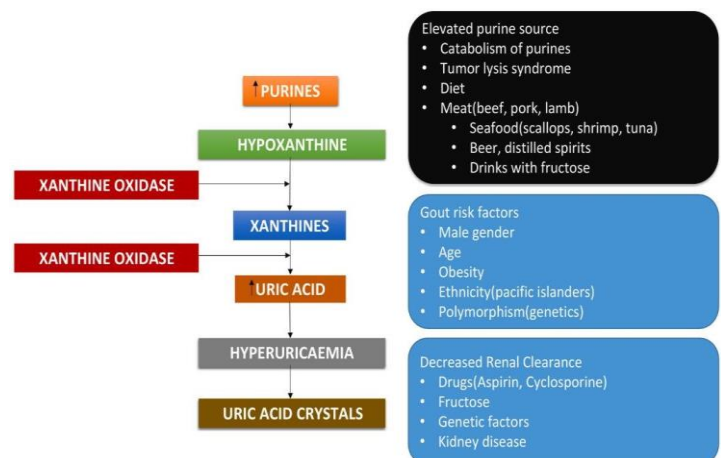 ↑PURINES
HYPOXANTHINE
XANTHINE OXIDASE
XANTHINES
XANTHINE OXIDASE
↑URIC ACID
HYPERURICAEMIA
URIC ACID CRYSTALS
Elevated purine source
• Catabolism of purines
• Tumor lysis syndrome
• Diet
• Meat(beef, pork, lamb)
• Seafood(scallops, shrimp, tuna)
• Beer, distilled spirits
• Drinks with fructose
Gout risk factors
• Male gender
• Age
• Obesity
• Ethnicity(pacific islanders)
• Polymorphism(genetics)
Decreased Renal Clearance
• Drugs(Aspirin, Cyclosporine)
• Fructose
• Genetic factors
• Kidney disease